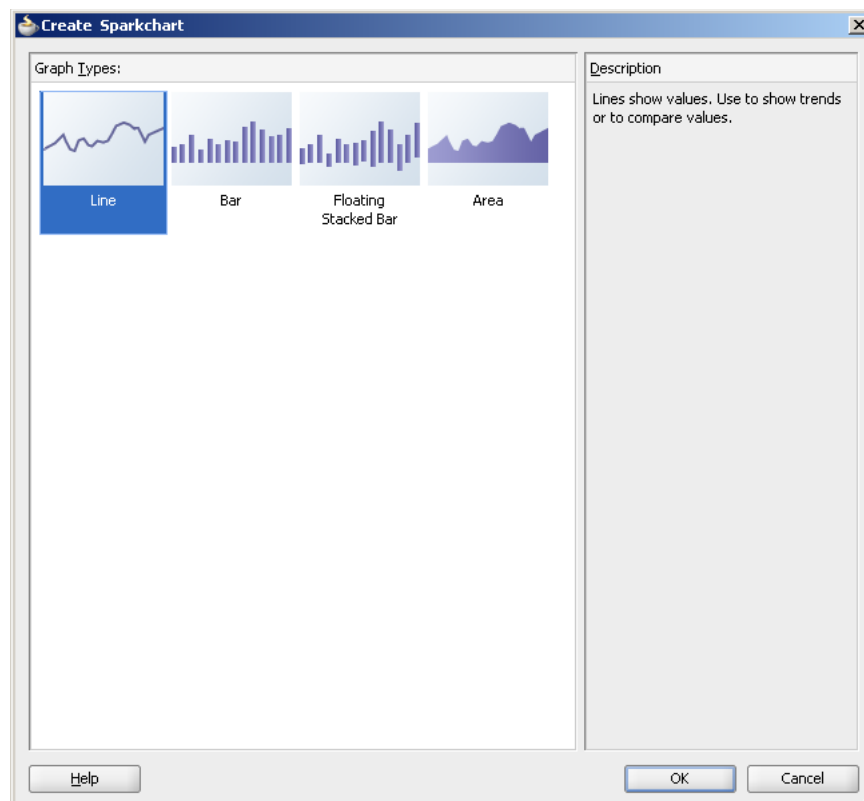 Create Sparkchart
Graph Types:
Line
Bar
Floating
Stacked Bar
Area
Description
Lines show values. Use to show trends
or to compare values.
Help
OK
Cancel